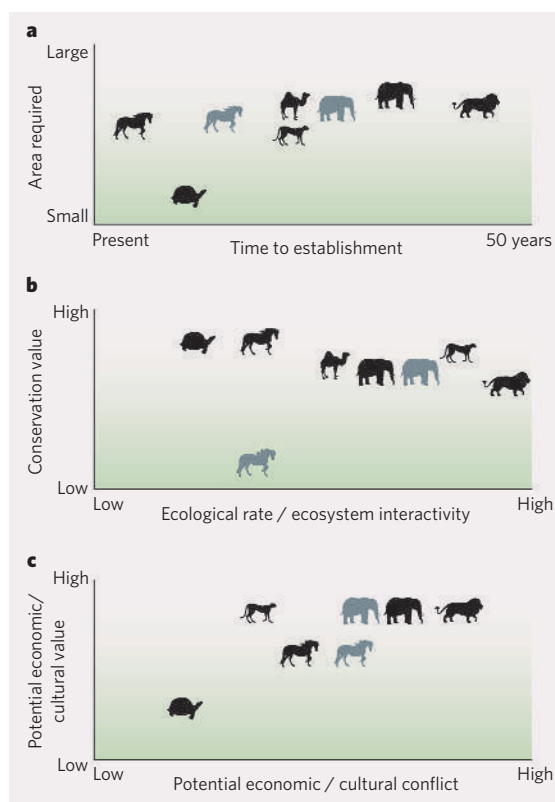 a
Large
Area required
Small
Present
Time to establishment
50 years
b
High
Conservation value
Low
Low
Ecological rate / ecosystem interactivity
High
c
High
Potential economic/
cultural value
Low
Low
Potential economic / cultural conflict
High